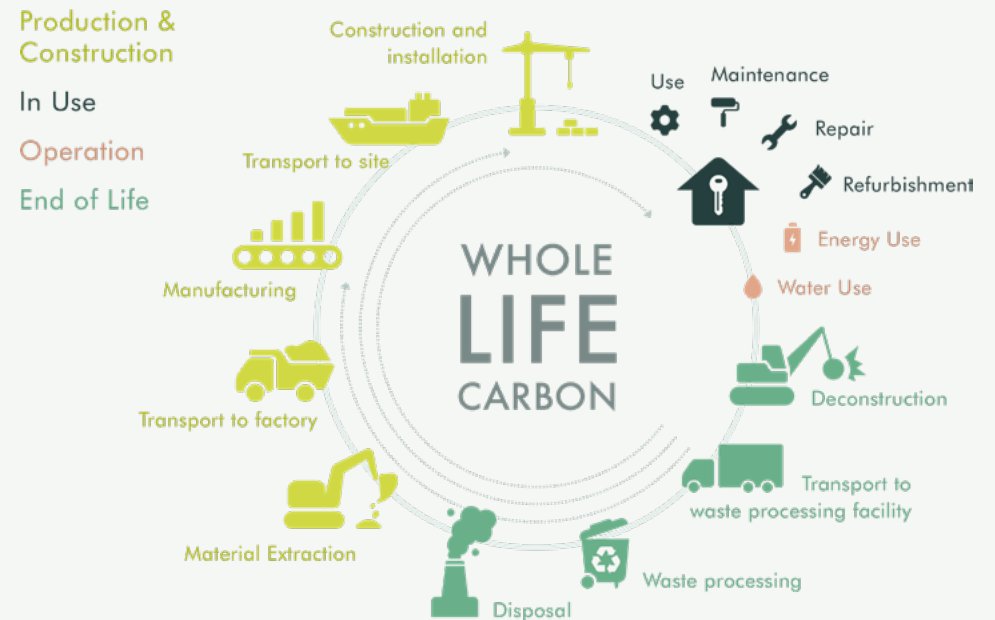 Production &
Construction
In Use
Operation
End of Life
Construction and
installation
Transport to site
Manufacturing
Transport to factory
Material Extraction
Use
Maintenance
Repair
Refurbishment
Energy Use
Water Use
Deconstruction
Transport to
waste processing facility
Waste processing
Disposal
WHOLE
LIFE
CARBON